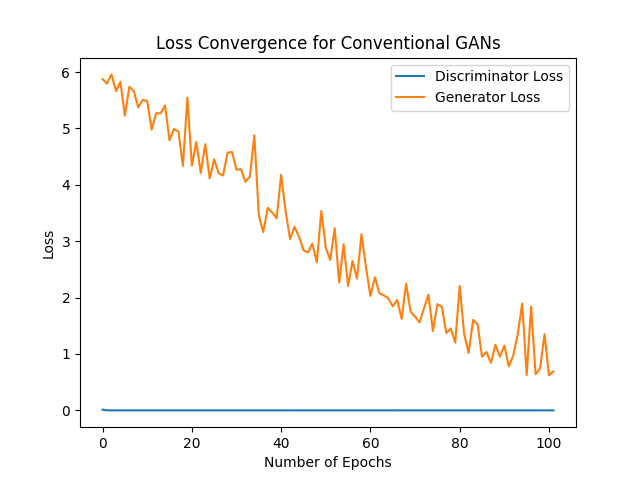 Loss Convergence for Conventional GANs
Discriminator Loss
Generator Loss
Loss
6
5
4
3
2
1
0
0 20 40 60 80 100
Number of Epochs